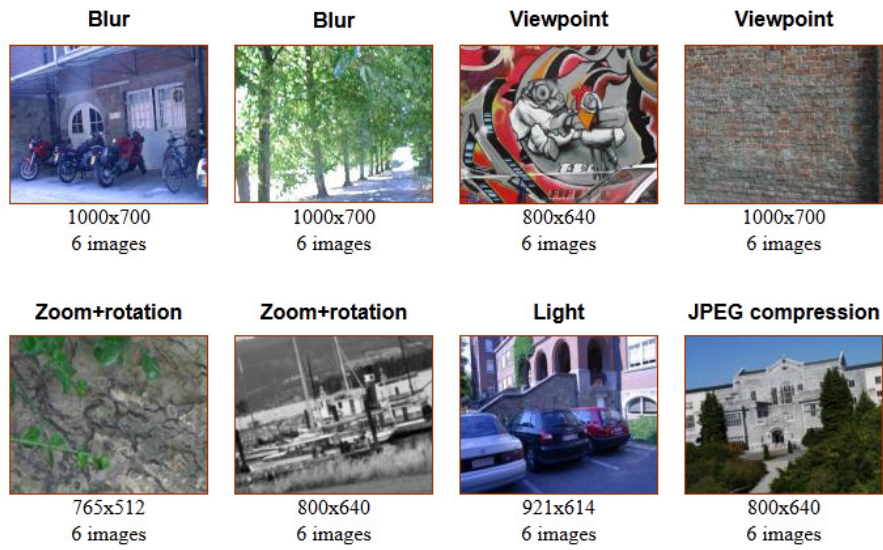 Blur
Blur
Viewpoint
Viewpoint
1000x700
1000x700
800x640
1000x700
6 images
6 images
6 images
6 images
Zoom+rotation
Zoom+rotation
Light
JPEG compression
765x512
800x640
921x614
800x640
6 images
6 images
6 images
6 images